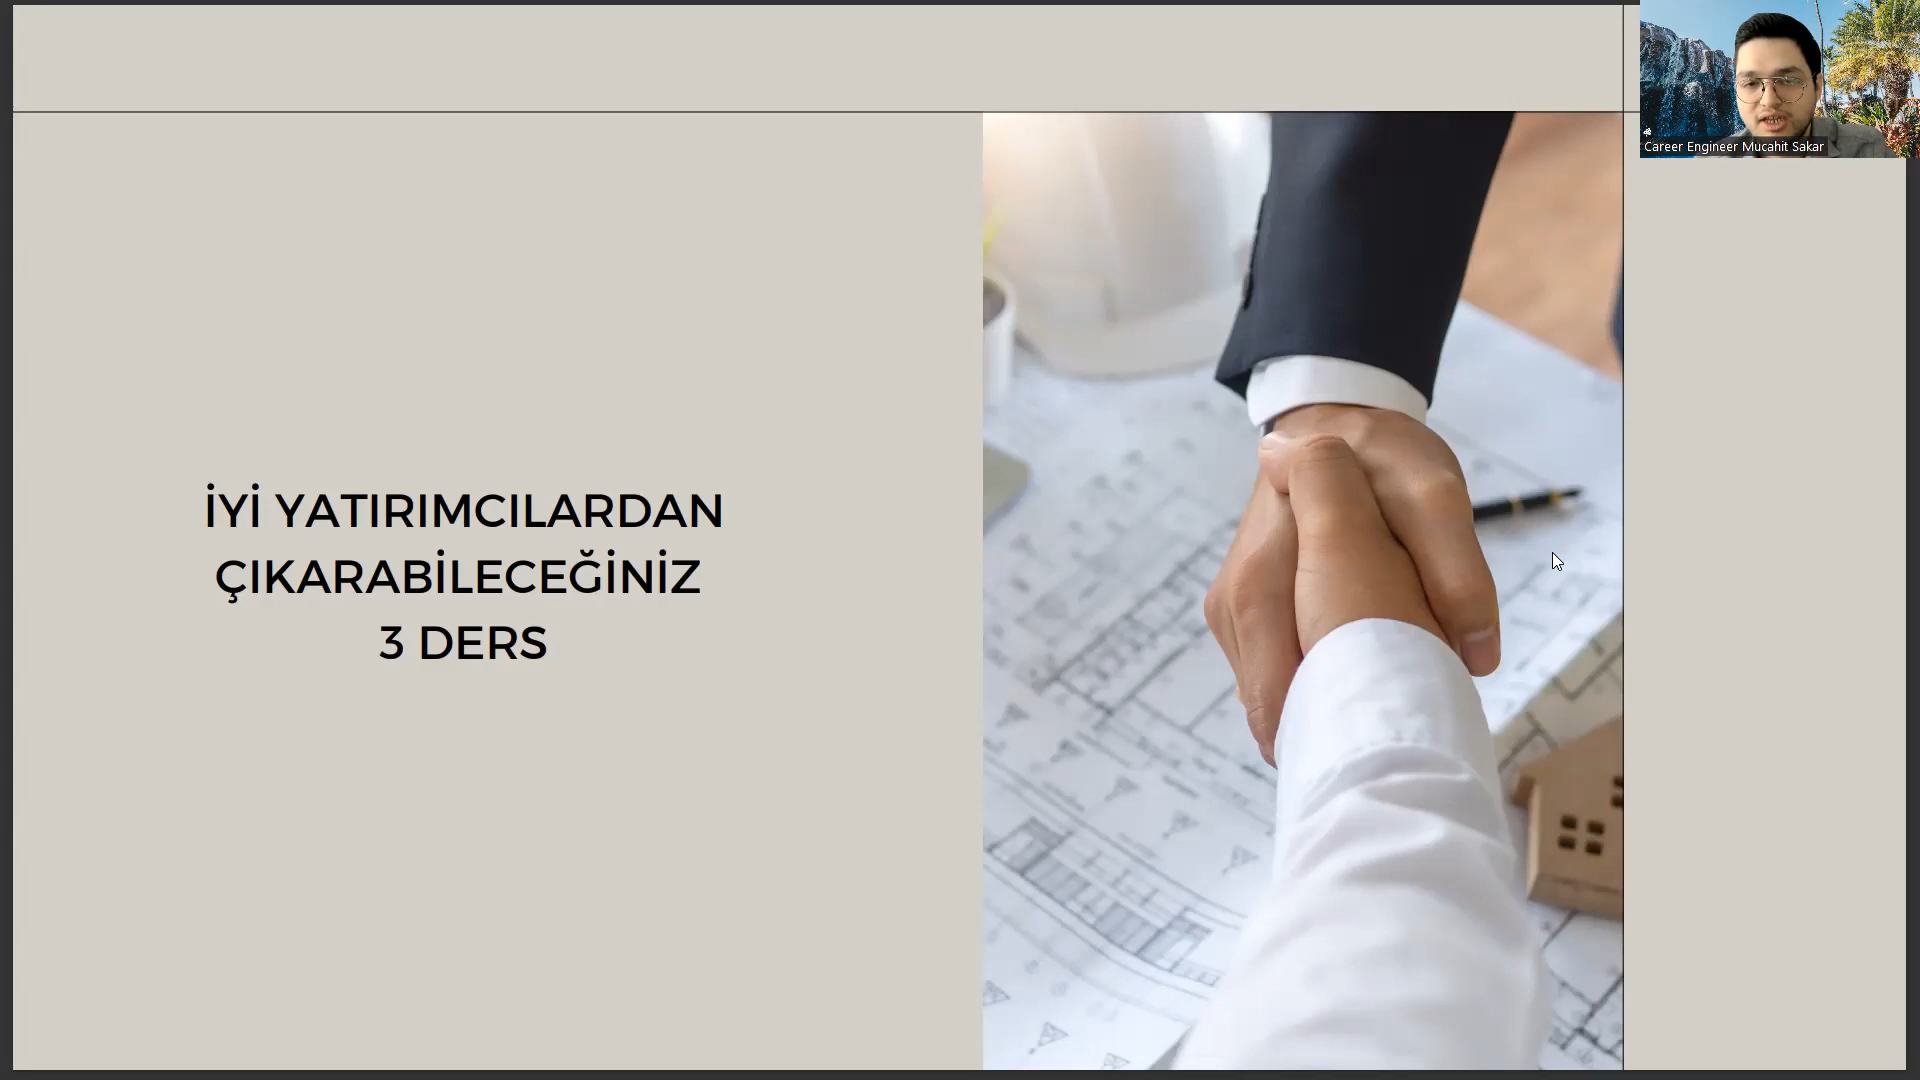 İYİ YATIRIMCILARDAN
ÇIKARABİLECEĞİNİZ
3 DERS
Career Engineer Mucahit Sakar